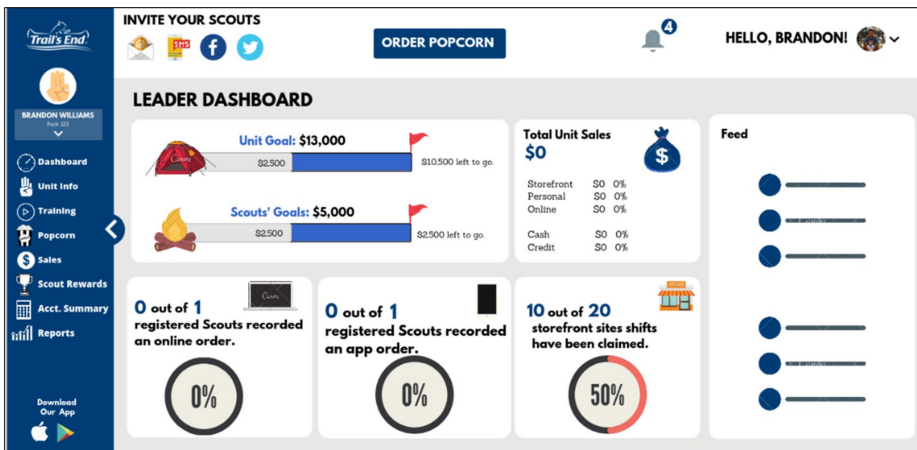 Trail's End
INVITE YOUR SCOUTS
SMS
ORDER POPCORN
4
HELLO, BRANDON!
BRANDON WILLIAMS
Pack 123
Dashboard
Unit Info
Training
Popcorn
Sales
Scout Rewards
Acct. Summary
Reports
Download
Our App
LEADER DASHBOARD
Unit Goal: $13,000
Canva
$2,500
$10,500 left to go.
Scouts' Goals: $5,000
$2,500
$2,500 left to go.
Total Unit Sales
$0
$
Storefront $0 0%
Personal $0 0%
Online $0 0%
Cash $0 0%
Credit $0 0%
Feed
0 out of 1
registered Scouts recorded
an online order.
Canva
0%
0 out of 1
registered Scouts recorded
an app order.
0%
10 out of 20
storefront sites shifts
have been claimed.
50%